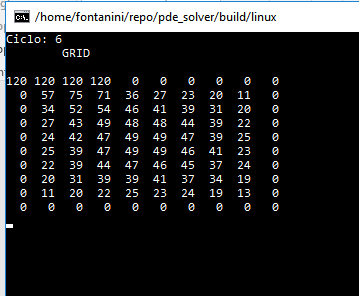 /home/fontanini/repo/pde_solver/build/linux
Ciclo: 6
GRID
120 120 120 120 0 0 0 0 0 0
0 57 75 71 36 27 23 20 11 0
0 34 52 54 46 41 39 31 20 0
0 27 43 49 48 48 44 39 22 0
0 24 42 47 49 49 47 39 25 0
0 25 39 47 49 49 46 41 23 0
0 22 39 44 47 46 45 37 24 0
0 20 31 39 39 41 37 34 19 0
0 11 20 22 25 23 24 19 13 0
0 0 0 0 0 0 0 0 0 0